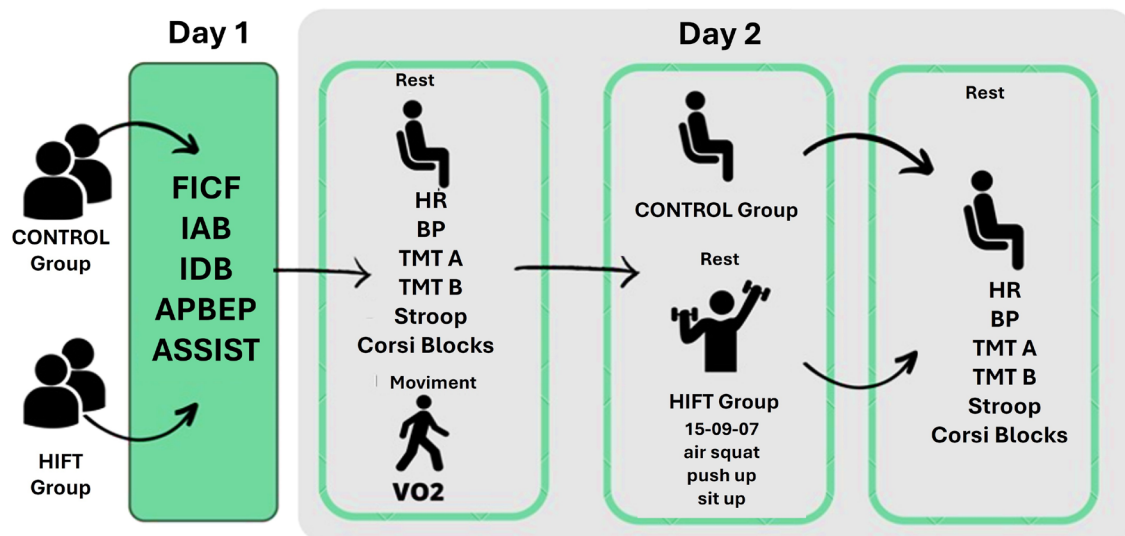 Day 1
Day 2
CONTROL
Group
HIFT
Group
FICF
IAB
IDB
APBEP
ASSIST
Rest
HR
BP
TMT A
TMT B
Stroop
Corsi Blocks
Moviment
VO2
CONTROL Group
Rest
HIFT Group
15-09-07
air squat
push up
sit up
Rest
HR
BP
TMT A
TMT B
Stroop
Corsi Blocks